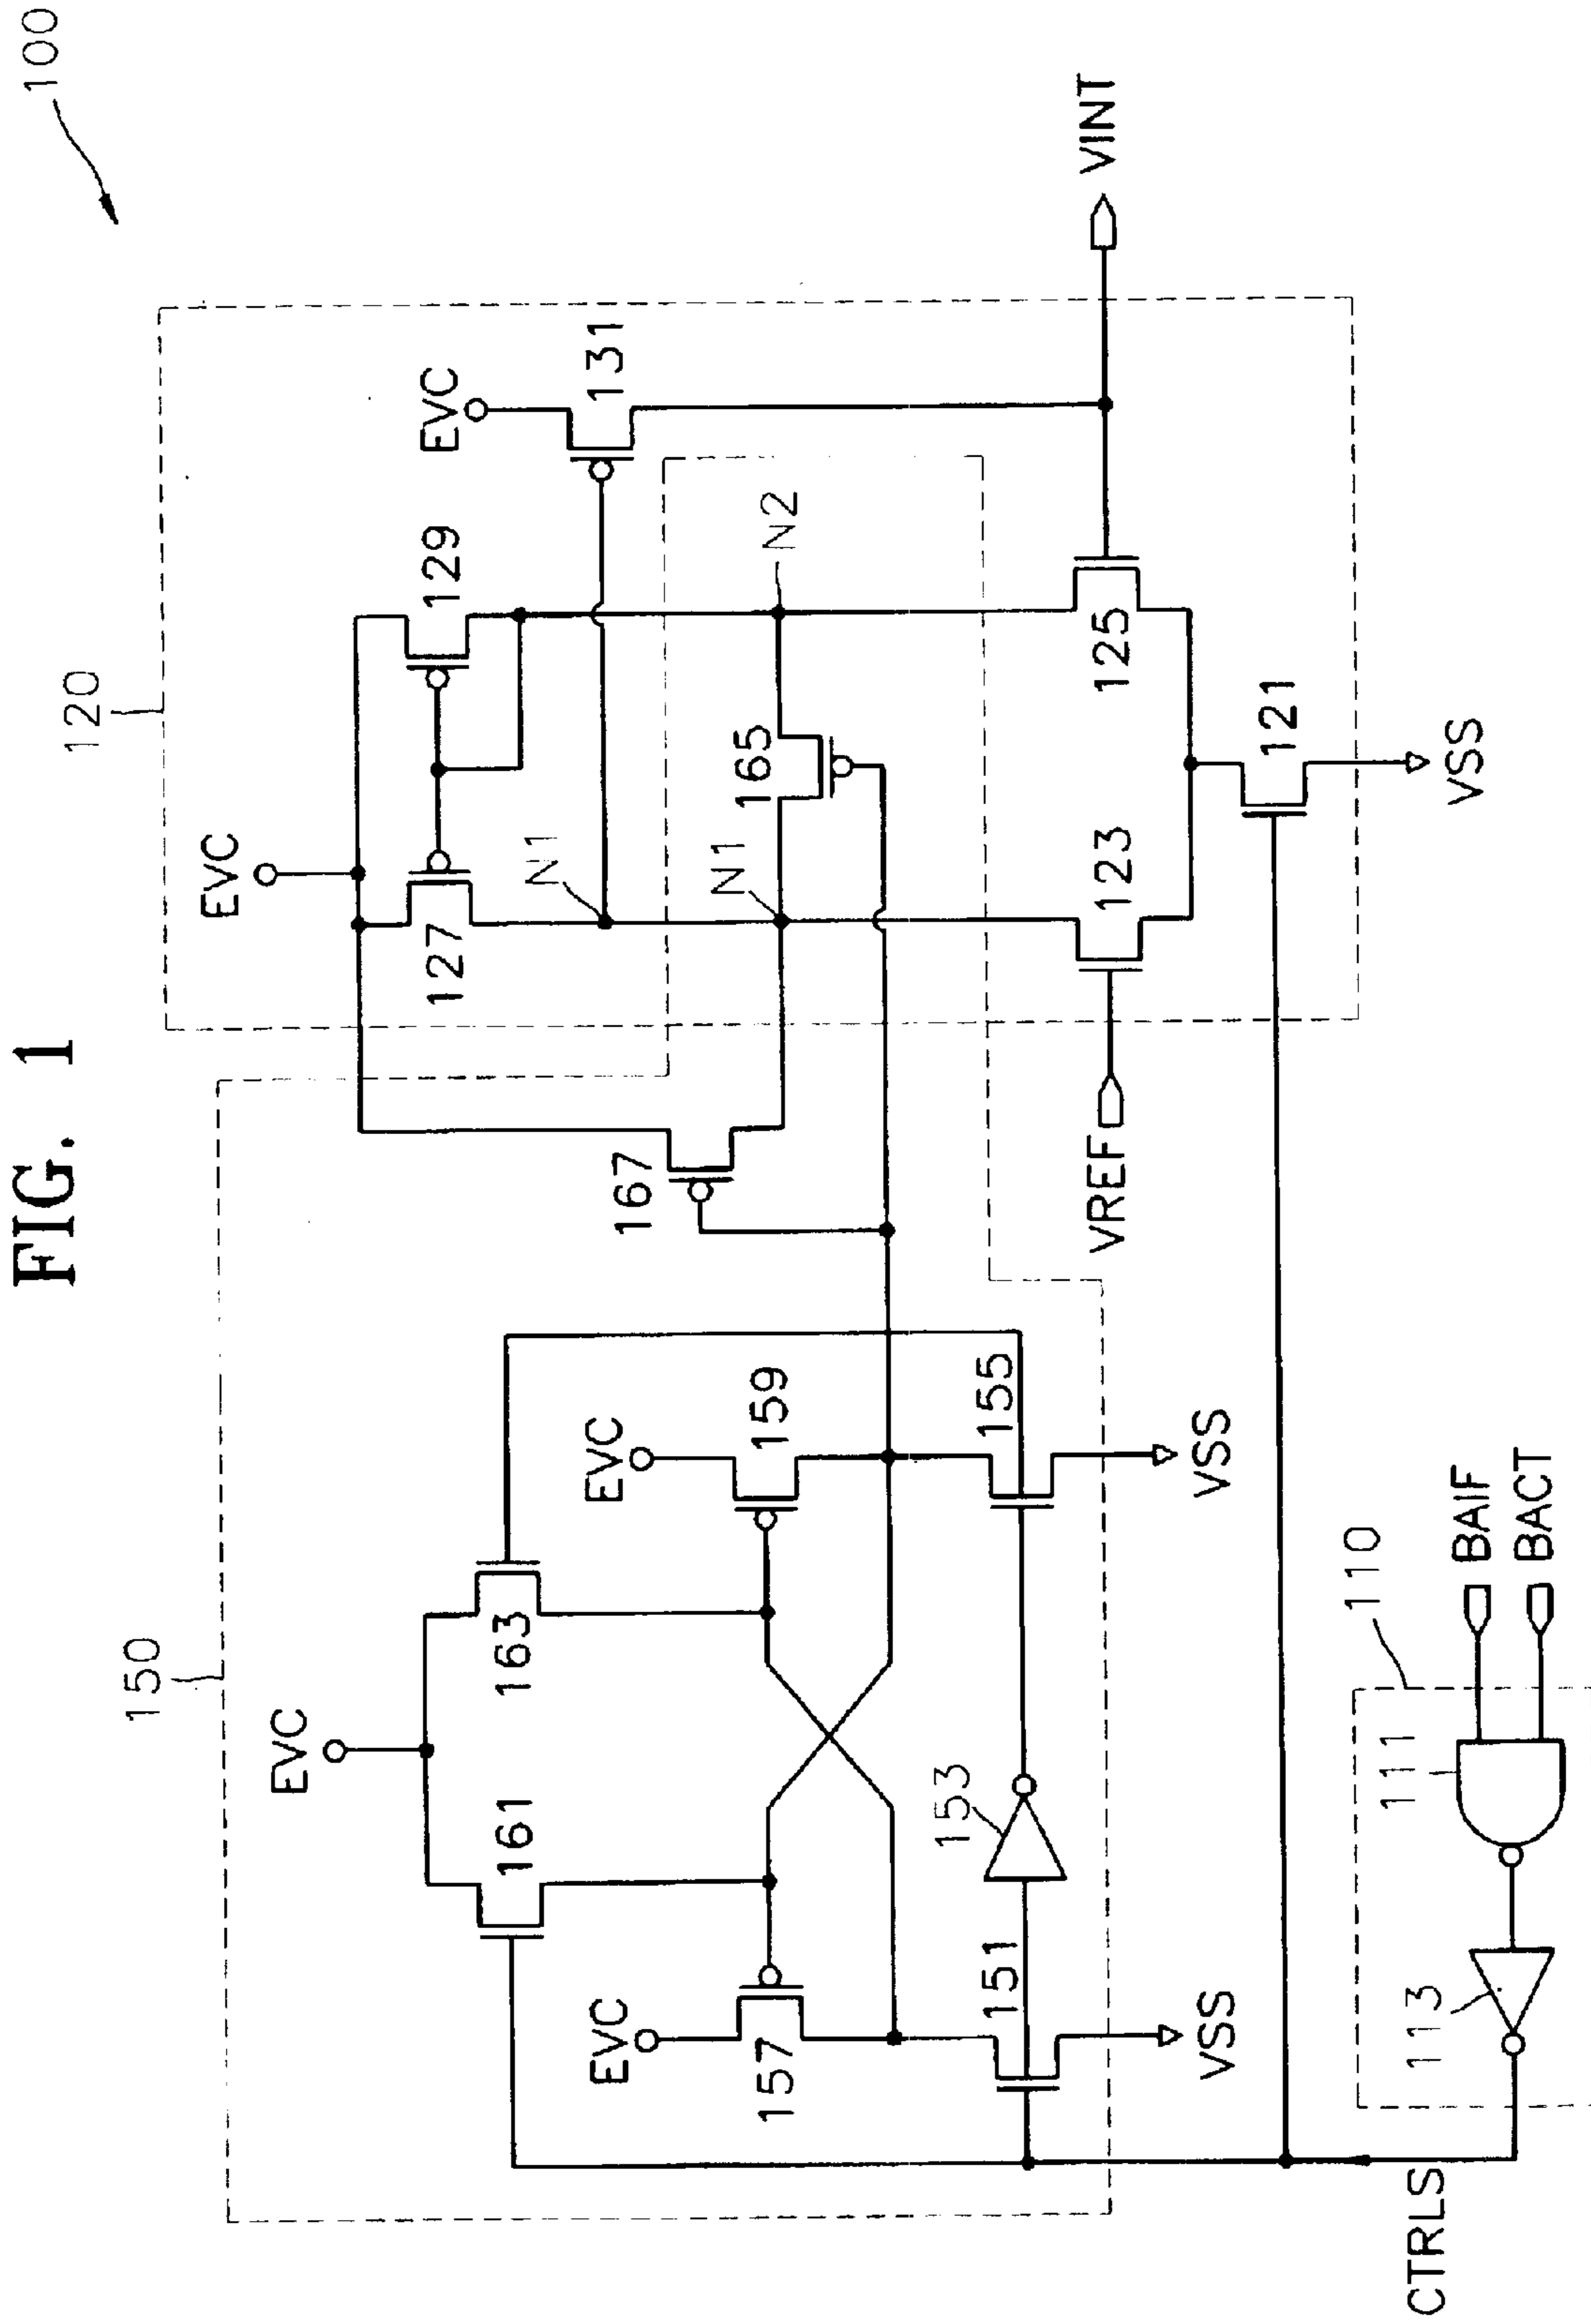 FIG. 1
100
120
EVC
EVC
127
129
131
N1
N1
N2
165
167
123
125
121
VREF
VINT
VSS
150
EVC
161
163
EVC
EVC
157
159
151
153
155
VSS
VSS
110
111
113
BAIF
BACT
CTRLS